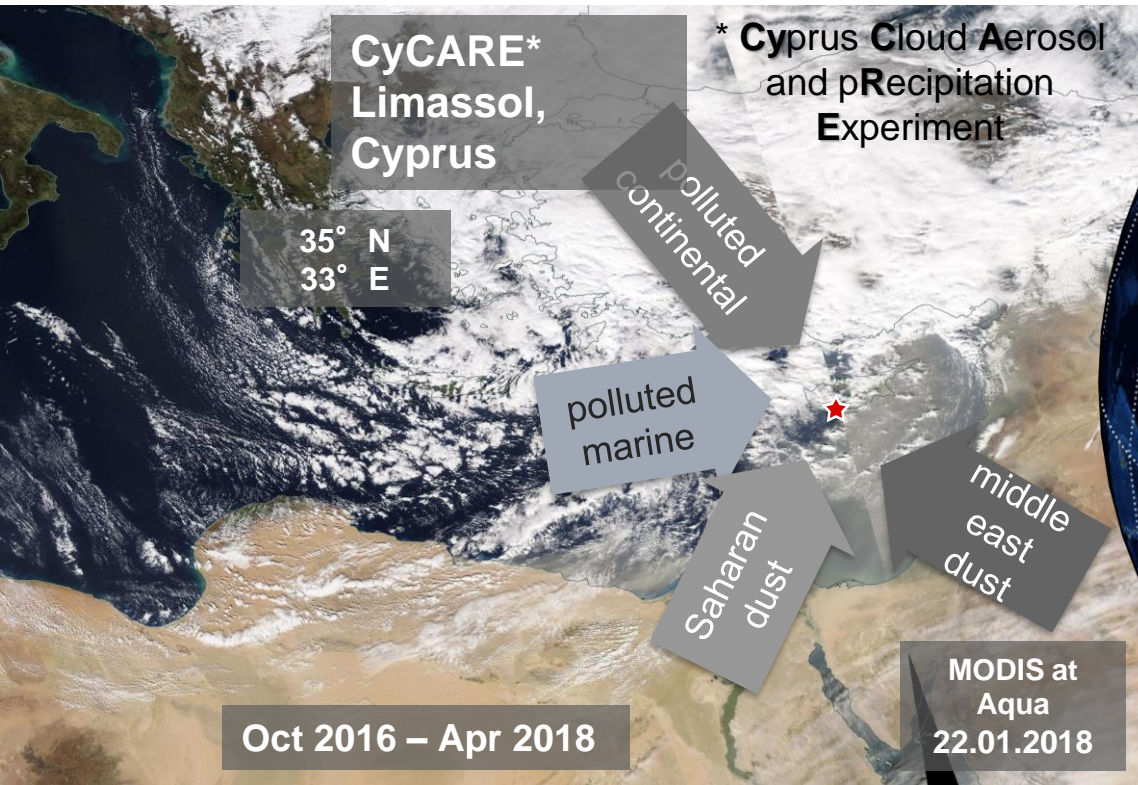 CyCARE*
Limassol,
Cyprus
* Cyprus Cloud Aerosol
and pRecipitation
Experiment
35° N
33° E
polluted
continental
polluted
marine
Saharan
dust
middle
east
dust
Oct 2016 – Apr 2018
MODIS at
Aqua
22.01.2018